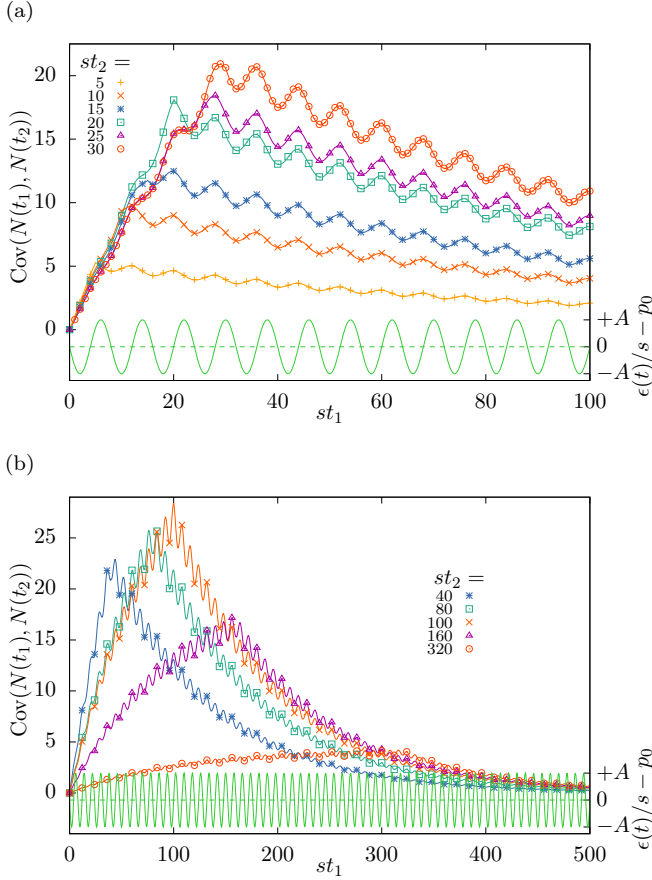 (a)
Cov(N(t₁), N(t₂))
20
15
10
5
0
st₂ =
5
10
15
20
25
30
+A
0
−A
ϵ(t)/s − p₀
0 20 40 60 80 100
st₁
(b)
Cov(N(t₁), N(t₂))
25
20
15
10
5
0
st₂ =
40
80
100
160
320
+A
0
−A
ϵ(t)/s − p₀
0 100 200 300 400 500
st₁